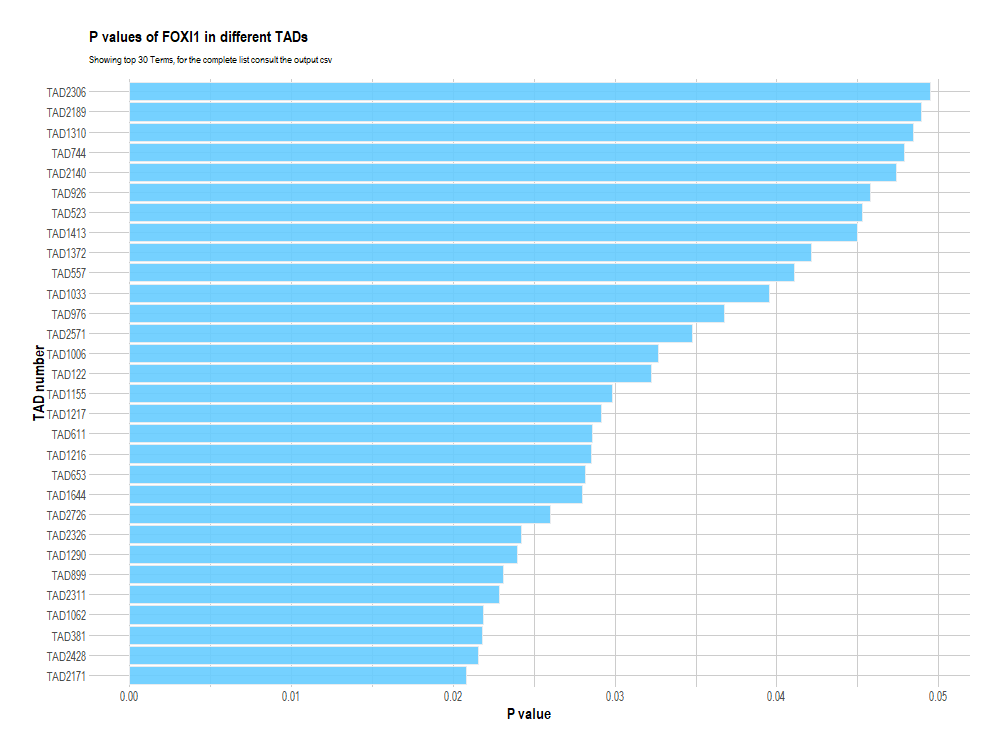 P values of FOXI1 in different TADs
Showing top 30 Terms, for the complete list consult the output csv
TAD number
TAD2306
TAD2189
TAD1310
TAD744
TAD2140
TAD926
TAD523
TAD1413
TAD1372
TAD557
TAD1033
TAD976
TAD2571
TAD1006
TAD122
TAD1155
TAD1217
TAD611
TAD1216
TAD653
TAD1644
TAD2726
TAD2326
TAD1290
TAD899
TAD2311
TAD1062
TAD381
TAD2428
TAD2171
0.00 0.01 0.02 0.03 0.04 0.05
P value